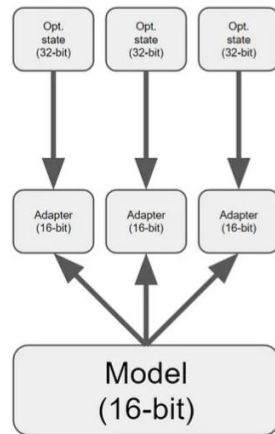 Opt.
state
(32-bit)
Opt.
state
(32-bit)
Opt.
state
(32-bit)
Adapter
(16-bit)
Adapter
(16-bit)
Adapter
(16-bit)
Model
(16-bit)